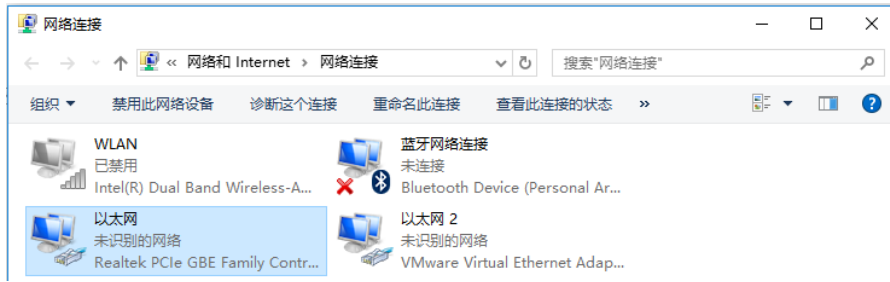 网络连接
« 网络和 Internet › 网络连接
搜索"网络连接"
组织 禁用此网络设备 诊断这个连接 重命名此连接 查看此连接的状态 »
WLAN
已禁用
Intel(R) Dual Band Wireless-A...
蓝牙网络连接
未连接
Bluetooth Device (Personal Ar...
以太网
未识别的网络
Realtek PCIe GBE Family Contr...
以太网 2
未识别的网络
VMware Virtual Ethernet Adap...